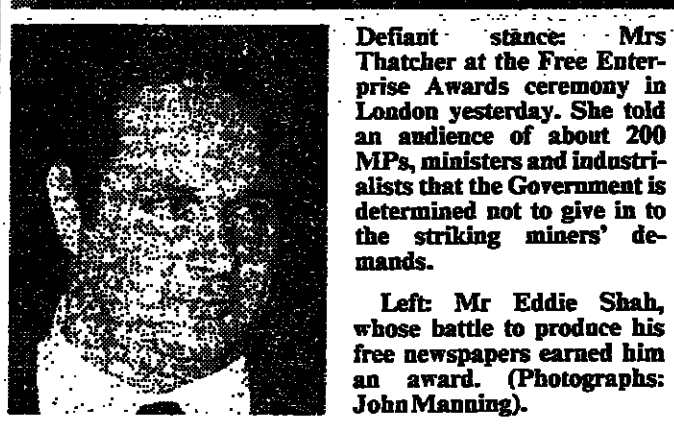 Defiant stance: Mrs
Thatcher at the Free Enter-
prise Awards ceremony in
London yesterday. She told
an audience of about 200
MPs, ministers and industri-
alists that the Government is
determined not to give in to
the striking miners' de-
mands.
Left: Mr Eddie Shah,
whose battle to produce his
free newspapers earned him
an award. (Photographs:
John Manning).